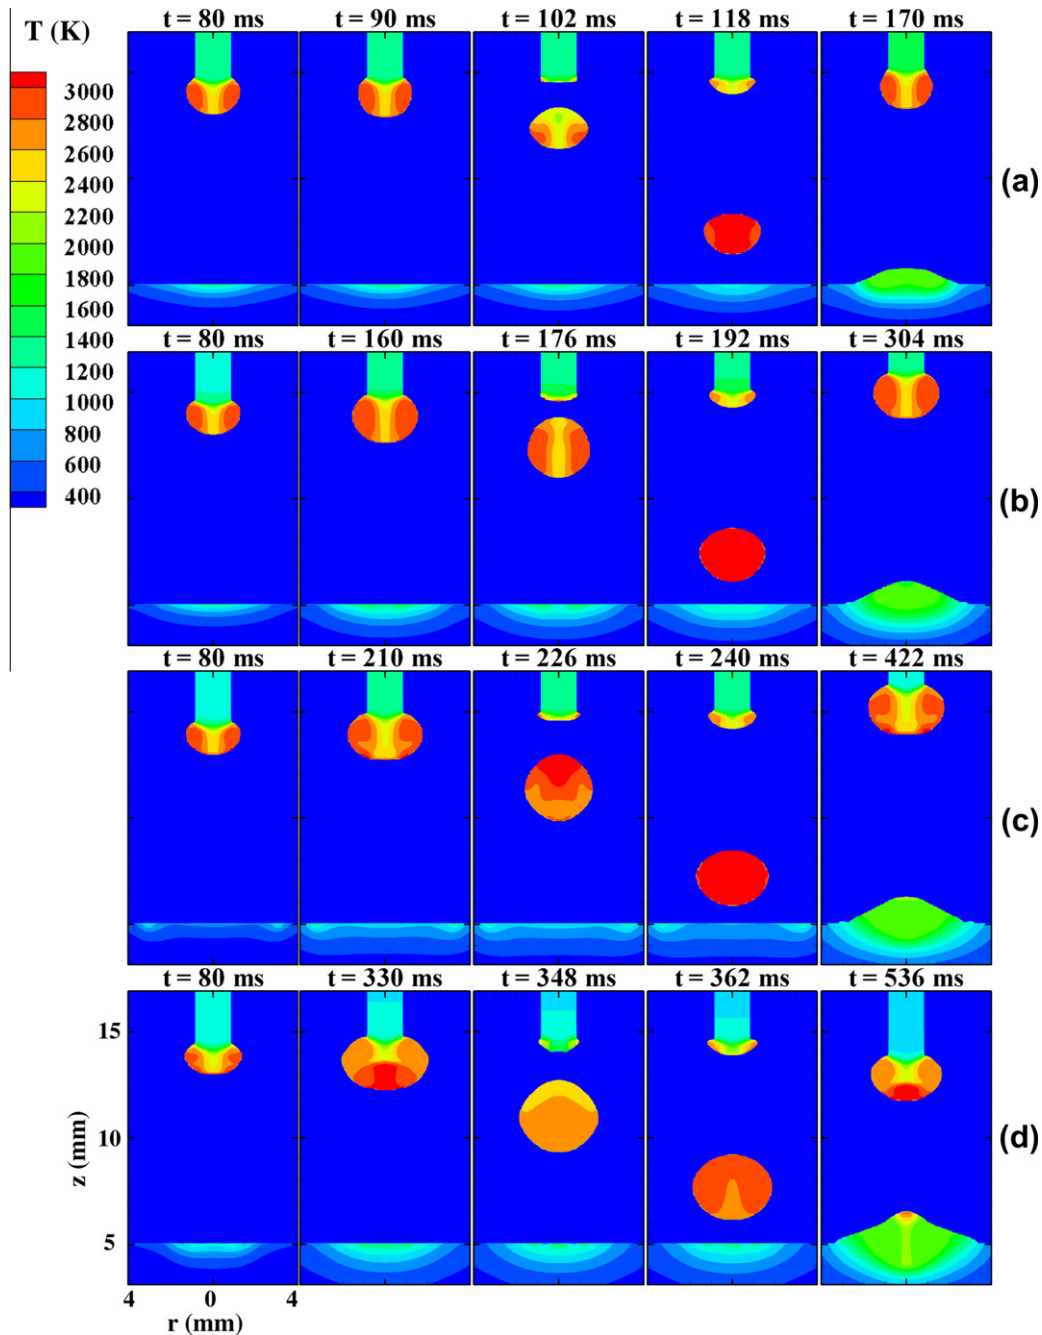 T (K)
t = 80 ms t = 90 ms t = 102 ms t = 118 ms t = 170 ms
3000
2800
2600
2400
2200
2000
1800
1600
1400
1200
1000
800
600
400
(a)
t = 80 ms t = 160 ms t = 176 ms t = 192 ms t = 304 ms
(b)
t = 80 ms t = 210 ms t = 226 ms t = 240 ms t = 422 ms
(c)
t = 80 ms t = 330 ms t = 348 ms t = 362 ms t = 536 ms
15
10
5
z (mm)
(d)
4 0 4
r (mm)